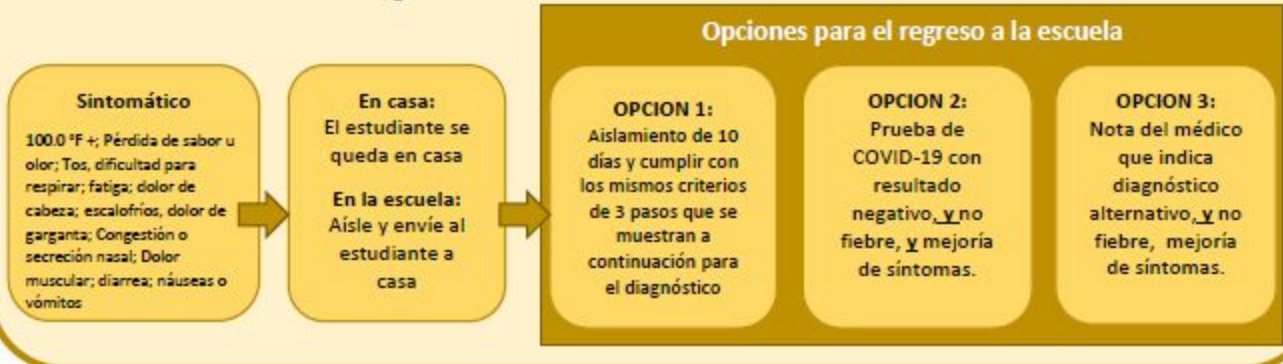 Opciones para el regreso a la escuela
Sintomático
100.0 °F +; Pérdida de sabor u
olor; Tos, dificultad para
respirar; fatiga; dolor de
cabeza; escalofríos, dolor de
garganta; Congestión o
secreción nasal; Dolor
muscular; diarrea; náuseas o
vómitos
En casa:
El estudiante se
queda en casa
En la escuela:
Aísle y envíe al
estudiante a
casa
OPCION 1:
Aislamiento de 10
días y cumplir con
los mismos criterios
de 3 pasos que se
muestran a
continuación para
el diagnóstico
OPCION 2:
Prueba de
COVID-19 con
resultado
negativo, y no
fiebre, y mejoría
de síntomas.
OPCION 3:
Nota del médico
que indica
diagnóstico
alternativo, y no
fiebre, mejoría
de síntomas.